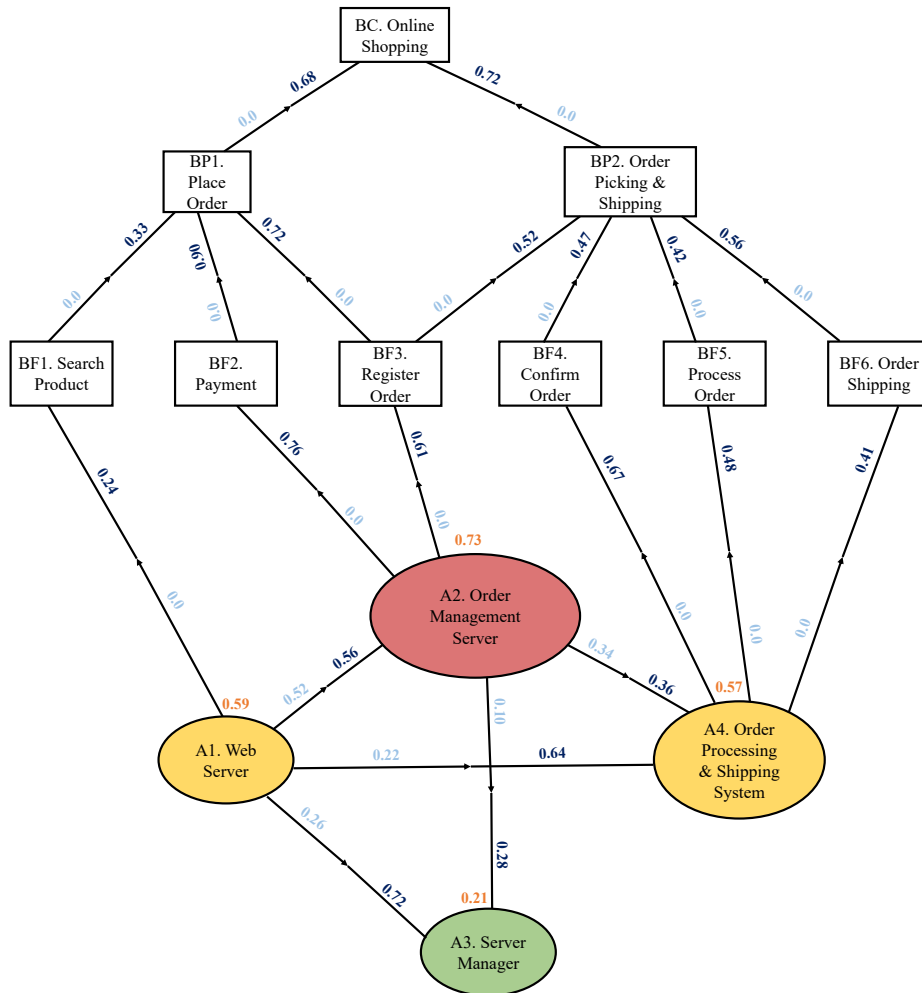 BC. Online
Shopping
0.68
0.72
0.0
0.0
BP1.
Place
Order
BP2. Order
Picking &
Shipping
0.33
0.90
0.72
0.52
0.47
0.42
0.56
0.0
0.0
0.0
0.0
0.0
0.0
0.0
BF1. Search
Product
BF2.
Payment
BF3.
Register
Order
BF4.
Confirm
Order
BF5.
Process
Order
BF6. Order
Shipping
0.24
0.76
0.61
0.67
0.48
0.41
0.0
0.0
0.0
0.0
0.0
0.0
0.73
A2. Order
Management
Server
0.59
0.52
0.56
0.34
0.36
0.57
0.10
A1. Web
Server
0.22
0.64
A4. Order
Processing
& Shipping
System
0.26
0.72
0.28
0.21
A3. Server
Manager